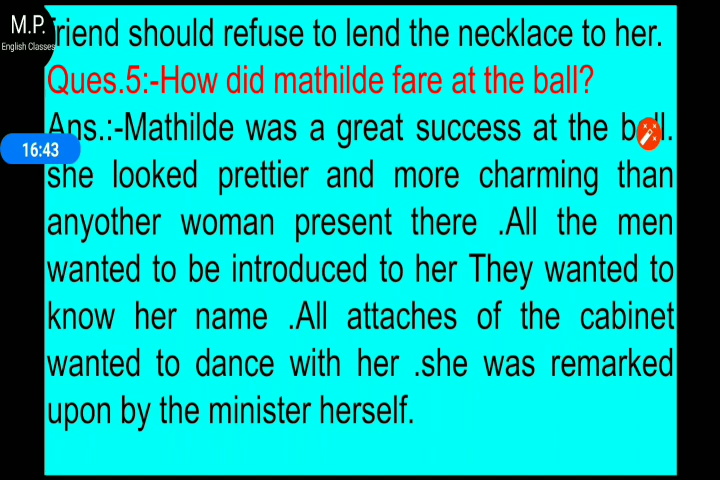 M.P.
English Classes
friend should refuse to lend the necklace to her.
Ques.5:-How did mathilde fare at the ball?
Ans.:-Mathilde was a great success at the ball.
16:43
she looked prettier and more charming than
anyother woman present there .All the men
wanted to be introduced to her They wanted to
know her name .All attaches of the cabinet
wanted to dance with her .she was remarked
upon by the minister herself.